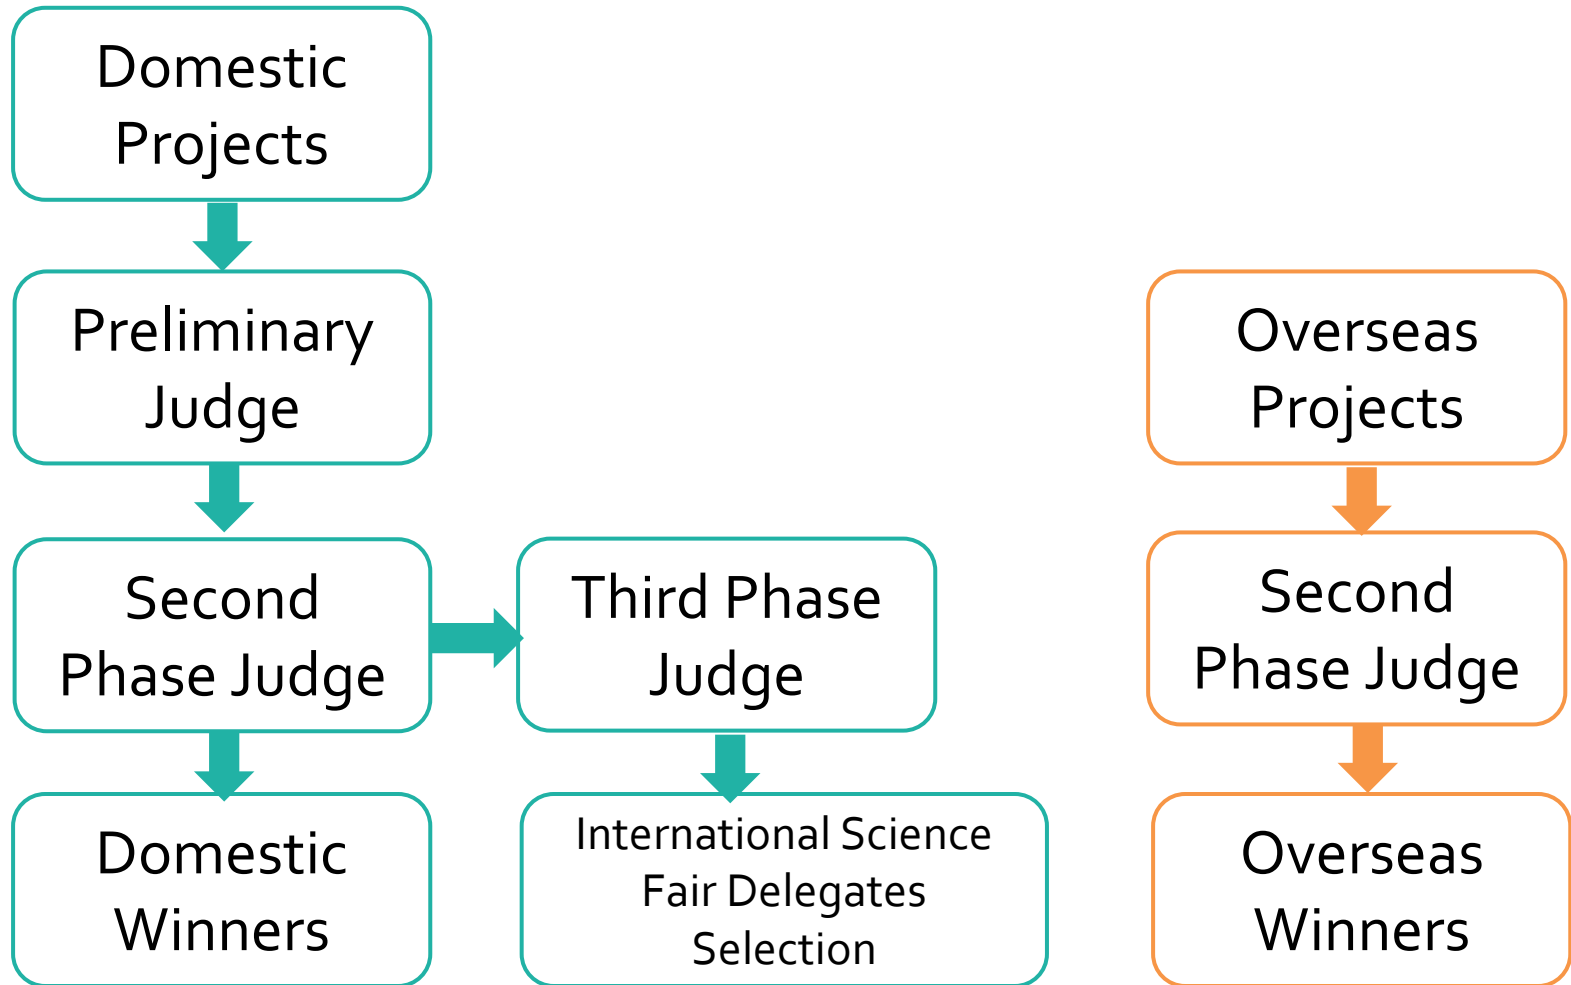 Domestic
Projects
Preliminary
Judge
Overseas
Projects
Second
Phase Judge
Third Phase
Judge
Second
Phase Judge
Domestic
Winners
International Science
Fair Delegates
Selection
Overseas
Winners